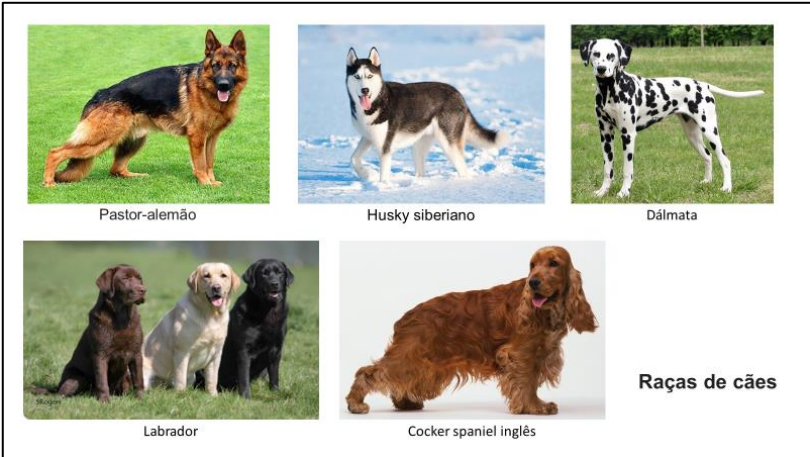 Pastor-alemão
Husky siberiano
Dálmata
Labrador
Cocker spaniel inglês
Raças de cães